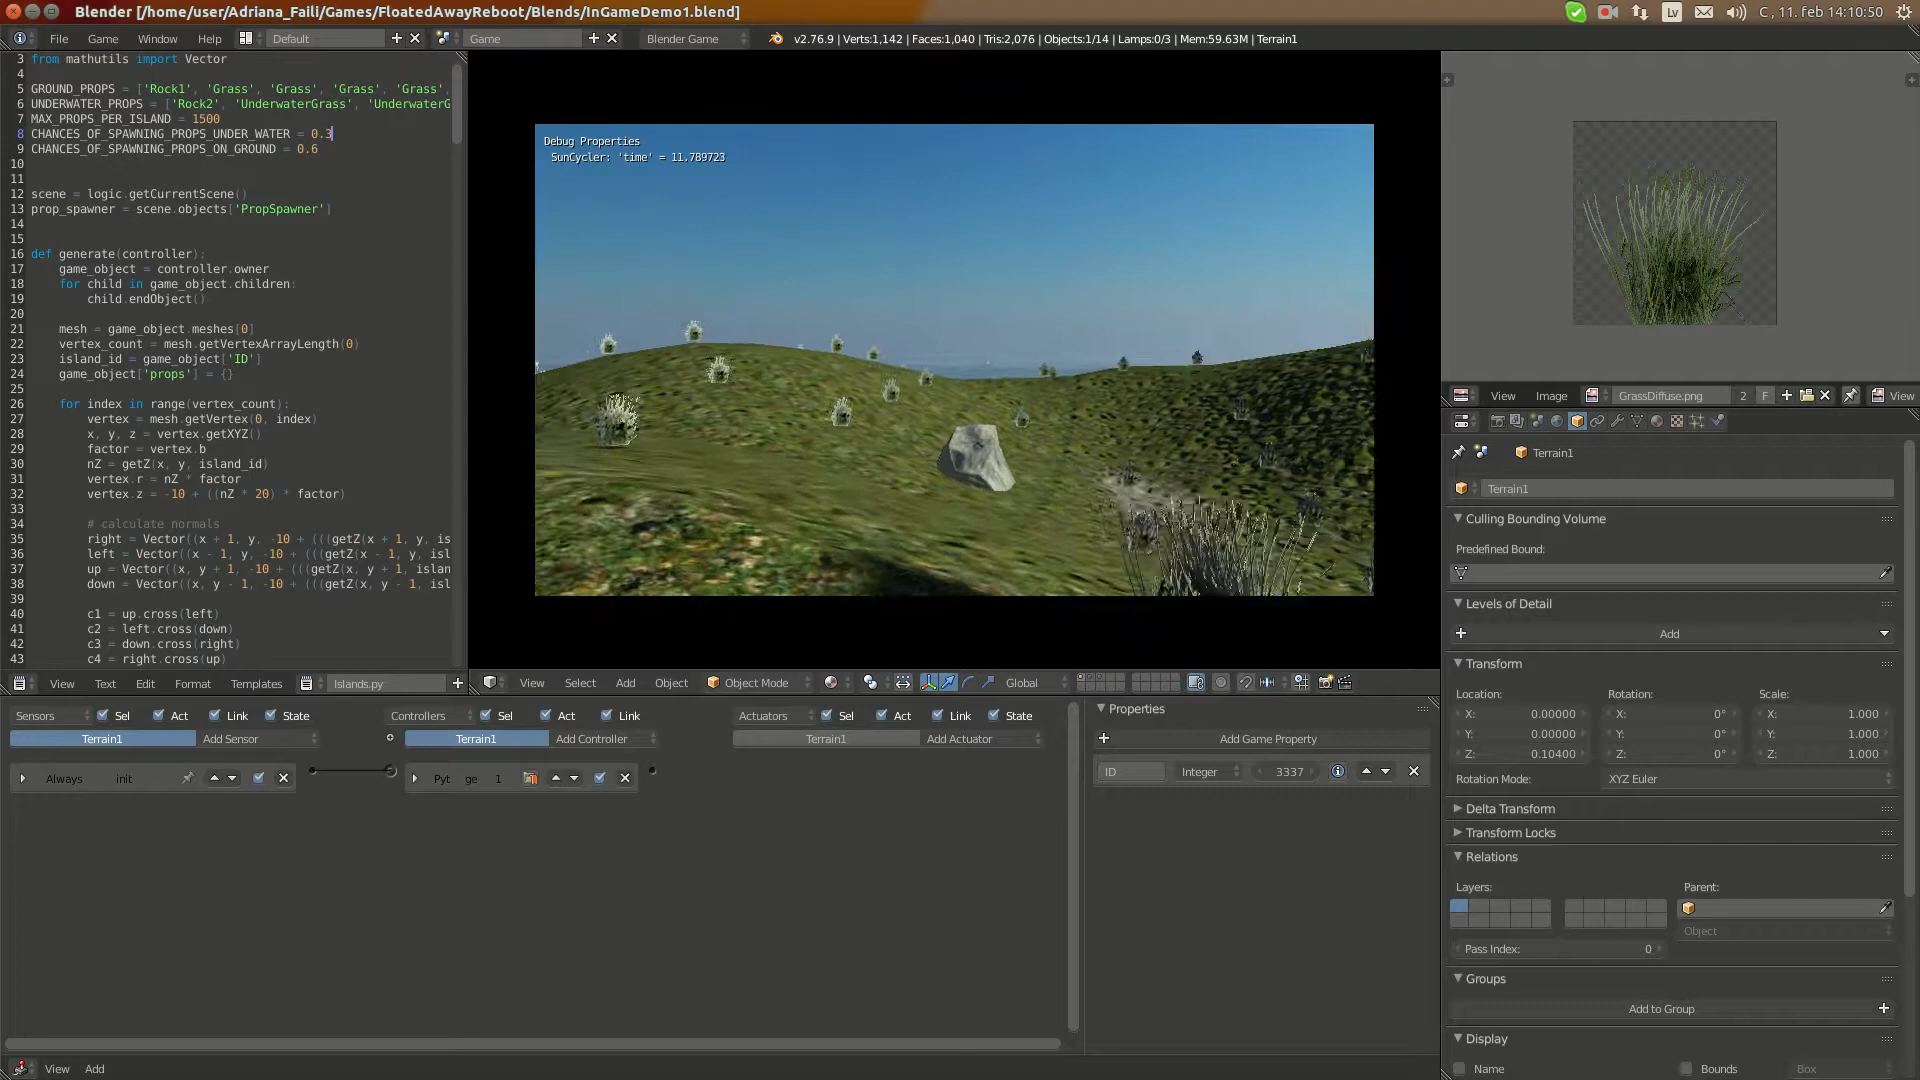 Blender [/home/user/Adriana_Faili/Games/FloatedAwayReboot/Blends/InGameDemo1.blend]
Lv
C , 11. feb 14:10:50
File Game Window Help Default Game Blender Game v2.76.9 | Verts:1,142 | Faces:1,040 | Tris:2,076 | Objects:1/14 | Lamps:0/3 | Mem:59.63M | Terrain1
3 from mathutils import Vector
4
5 GROUND_PROPS = ['Rock1', 'Grass', 'Grass', 'Grass', 'Grass',
6 UNDERWATER_PROPS = ['Rock2', 'UnderwaterGrass', 'UnderwaterG
7 MAX_PROPS_PER_ISLAND = 1500
8 CHANCES_OF_SPAWNING_PROPS_UNDER_WATER = 0.3
9 CHANCES_OF_SPAWNING_PROPS_ON_GROUND = 0.6
10
11
12 scene = logic.getCurrentScene()
13 prop_spawner = scene.objects['PropSpawner']
14
15
16 def generate(controller):
17 game_object = controller.owner
18 for child in game_object.children:
19 child.endObject()
20
21 mesh = game_object.meshes[0]
22 vertex_count = mesh.getVertexArrayLength(0)
23 island_id = game_object['ID']
24 game_object['props'] = {}
25
26 for index in range(vertex_count):
27 vertex = mesh.getVertex(0, index)
28 x, y, z = vertex.getXYZ()
29 factor = vertex.b
30 nZ = getZ(x, y, island_id)
31 vertex.r = nZ * factor
32 vertex.z = -10 + ((nZ * 20) * factor)
33
34 # calculate normals
35 right = Vector((x + 1, y, -10 + (((getZ(x + 1, y, is
36 left = Vector((x - 1, y, -10 + (((getZ(x - 1, y, isl
37 up = Vector((x, y + 1, -10 + (((getZ(x, y + 1, islan
38 down = Vector((x, y - 1, -10 + (((getZ(x, y - 1, isl
39
40 c1 = up.cross(left)
41 c2 = left.cross(down)
42 c3 = down.cross(right)
43 c4 = right.cross(up)
View Text Edit Format Templates Islands.py
Debug Properties
SunCycler: 'time' = 11.789723
View Select Add Object Object Mode Global
View Image GrassDiffuse.png 2 F View
Terrain1
Terrain1
Culling Bounding Volume
Predefined Bound:
Levels of Detail
Add
Transform
Location: Rotation: Scale:
X: 0.00000 X: 0° X: 1.000
Y: 0.00000 Y: 0° Y: 1.000
Z: 0.10400 Z: 0° Z: 1.000
Rotation Mode: XYZ Euler
Delta Transform
Transform Locks
Relations
Layers: Parent:
Object
Pass Index: 0
Groups
Add to Group
Display
Name Bounds Box
Sensors Sel Act Link State Controllers Sel Act Link Actuators Sel Act Link State
Terrain1 Add Sensor Terrain1 Add Controller Terrain1 Add Actuator
Always init Pyt ge 1
Properties
Add Game Property
ID Integer 3337
View Add